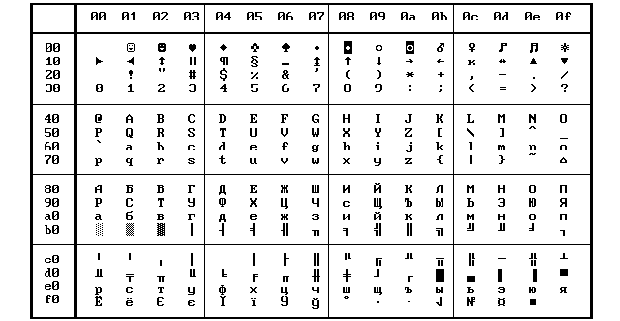 00 01 02 03 04 05 06 07 08 09 0a 0b 0c 0d 0e 0f
00 ☺ ☻ ♥ ♦ ♣ ♠ • ◘ ○ ◙ ♂ ♀ ♪ ♫ ☼
10 ► ◄ ↕ ‼ ¶ § ▬ ↨ ↑ ↓ → ← ∟ ↔ ▲ ▼
20 ! " # $ % & ' ( ) * + , - . /
30 0 1 2 3 4 5 6 7 8 9 : ; < = > ?
40 @ A B C D E F G H I J K L M N O
50 P Q R S T U V W X Y Z [ \ ] ^ _
60 ` a b c d e f g h i j k l m n o
70 p q r s t u v w x y z { | } ~ ⌂
80 А Б В Г Д Е Ж Ш И Й К Л М Н О П
90 Р С Т У Ф Х Ц Ч с Щ Ъ Ы Ь Э Ю Я
a0 а б в г д е ж з и й к л м н о п
b0 ░ ▒ ▓ │ ┤ ╡ ╢ ╖ ╕ ╣ ║ ╗ ╝ ╜ ╛ ┐
c0 └ ┴ ┬ ├ ─ ┼ ╞ ╟ ╚ ╔ ╩ ╦ ╠ ═ ╬ ╧
d0 ╨ ╤ ╥ ╙ ╘ ╒ ╓ ╫ ╪ ┘ ┌ █ ▄ ▌ ▐ ▀
e0 р с т у ф х ц ч ш щ ъ ы ь э ю я
f0 Ё ё Є є Ї ї Ў ў ° · № ¤ ■